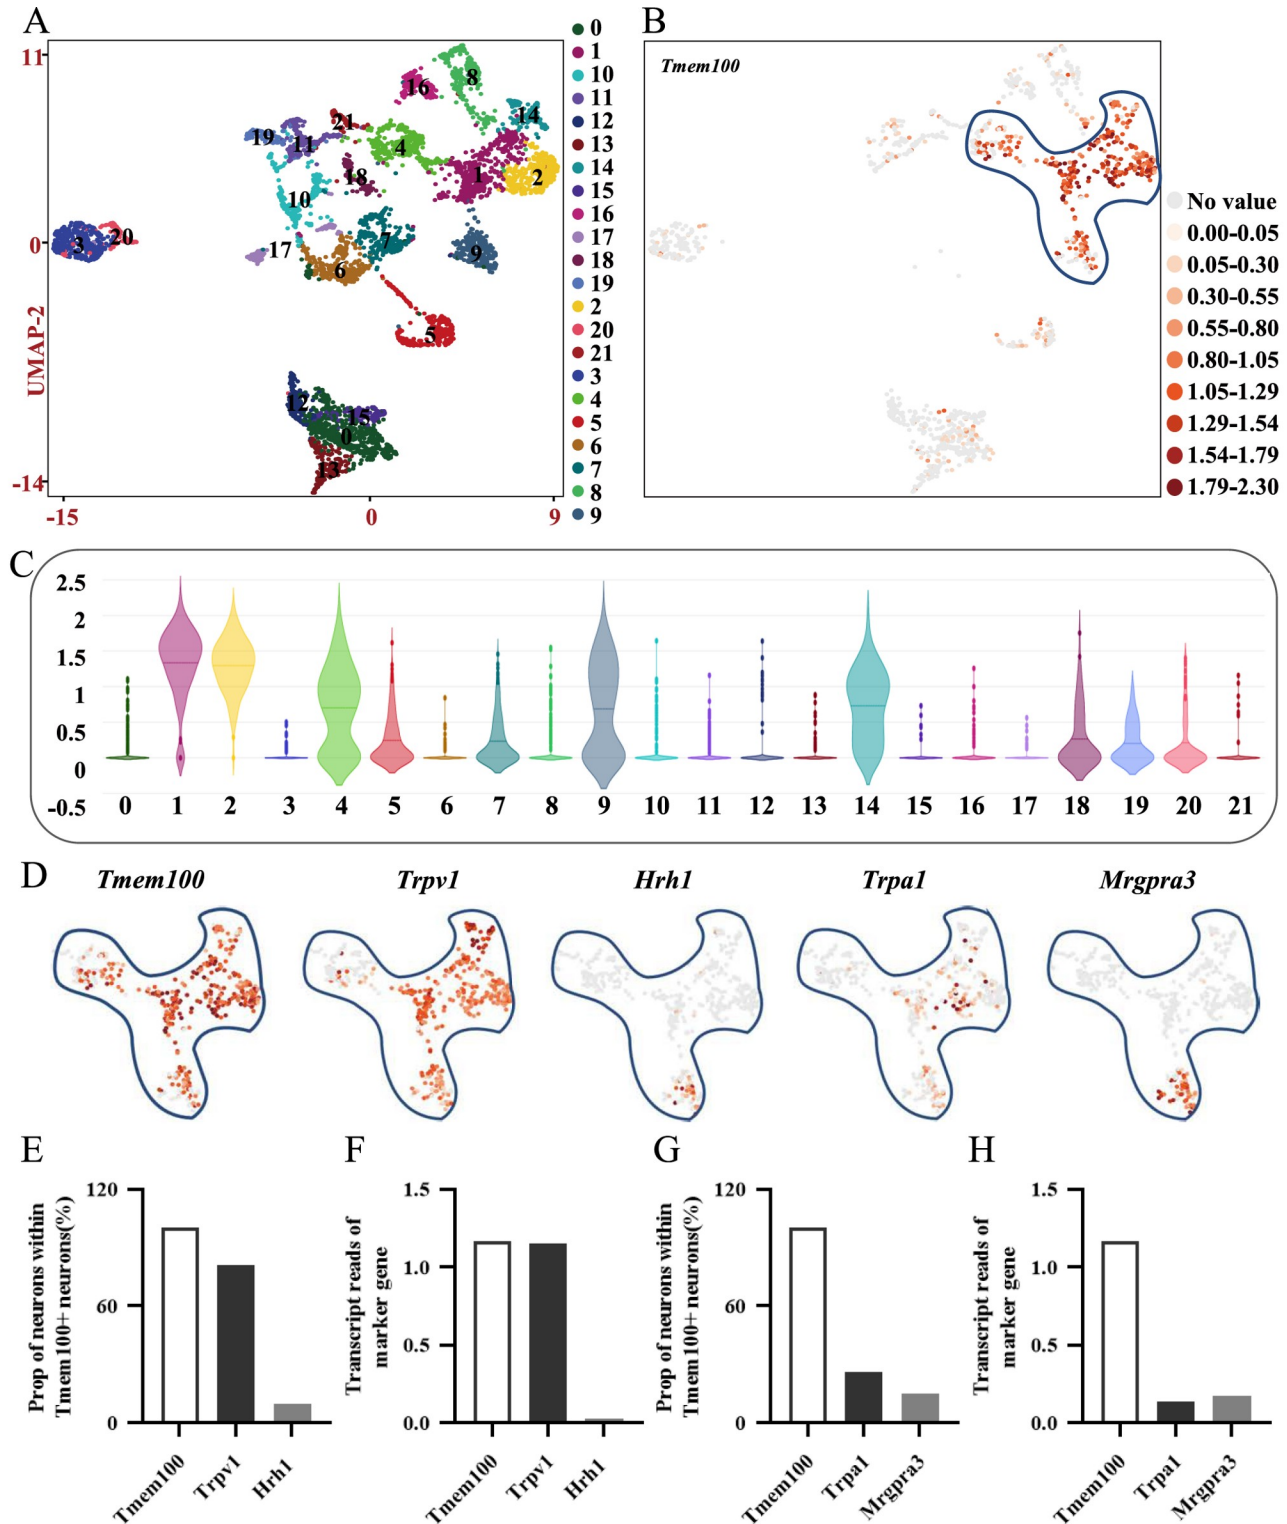 A
B
11
0
-14
UMAP-2
-15
0
9
16
8
14
21
19
11
4
1
2
18
10
17
7
9
6
3
20
5
12
15
0
13
0
1
10
11
12
13
14
15
16
17
18
19
2
20
21
3
4
5
6
7
8
9
Tmem100
No value
0.00-0.05
0.05-0.30
0.30-0.55
0.55-0.80
0.80-1.05
1.05-1.29
1.29-1.54
1.54-1.79
1.79-2.30
C
2.5
2
1.5
1
0.5
0
-0.5
0 1 2 3 4 5 6 7 8 9 10 11 12 13 14 15 16 17 18 19 20 21
D
Tmem100 Trpv1 Hrh1 Trpa1 Mrgpra3
E
Prop of neurons within
Tmem100+ neurons(%)
120
60
0
Tmem100
Trpv1
Hrh1
F
Transcript reads of
marker gene
1.5
1.0
0.5
0.0
Tmem100
Trpv1
Hrh1
G
Prop of neurons within
Tmem100+ neurons(%)
120
60
0
Tmem100
Trpa1
Mrgpra3
H
Transcript reads of
marker gene
1.5
1.0
0.5
0.0
Tmem100
Trpa1
Mrgpra3